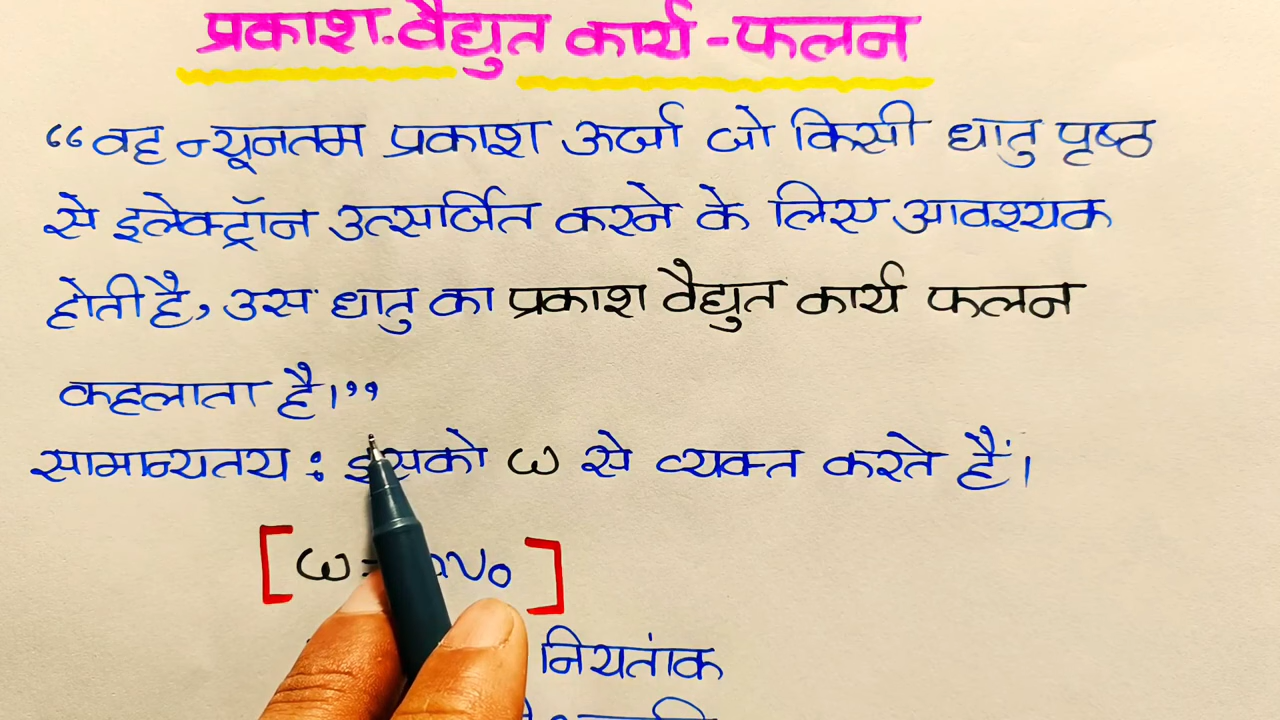 प्रकाश-वैद्युत कार्य-फलन
“वह न्यूनतम प्रकाश ऊर्जा जो किसी धातु पृष्ठ
से इलेक्ट्रॉन उत्सर्जित करने के लिए आवश्यक
होती है, उस धातु का प्रकाश वैद्युत कार्य फलन
कहलाता है।”
सामान्यतय : इसको ω से व्यक्त करते हैं।
[ω = ν₀]
नियतांक